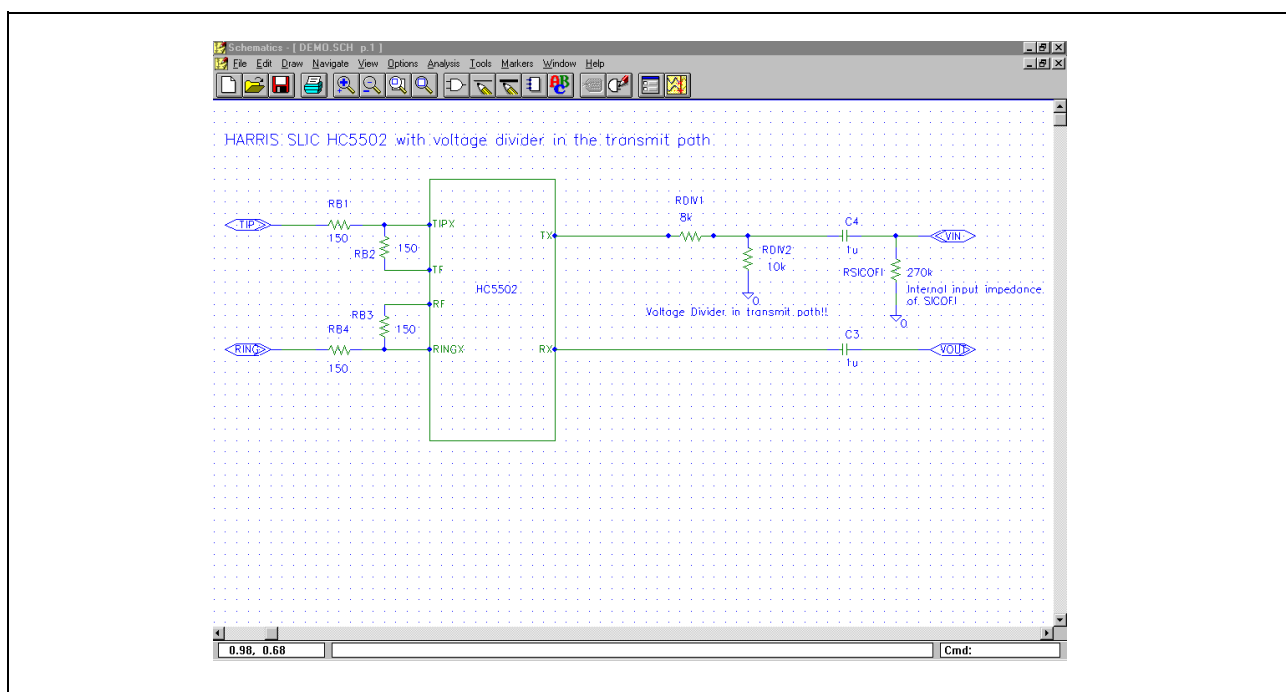 Schematics - [ DEMO.SCH p.1 ]
File Edit Draw Navigate View Options Analysis Tools Markers Window Help
HARRIS SLIC HC5502 with voltage divider in the transmit path
RB1
TIP
150
TIPX
RB2
150
TF
RF
RB3
150
RB4
RING
150
RINGX
HC5502
TX
RX
RDIV1
8k
RDIV2
10k
0
Voltage Divider in transmit path!!
C4
1u
VIN
RSICOFI
270k
Internal input impedance
of SICOFI
0
C3
1u
VOUT
0.98, 0.68
Cmd: